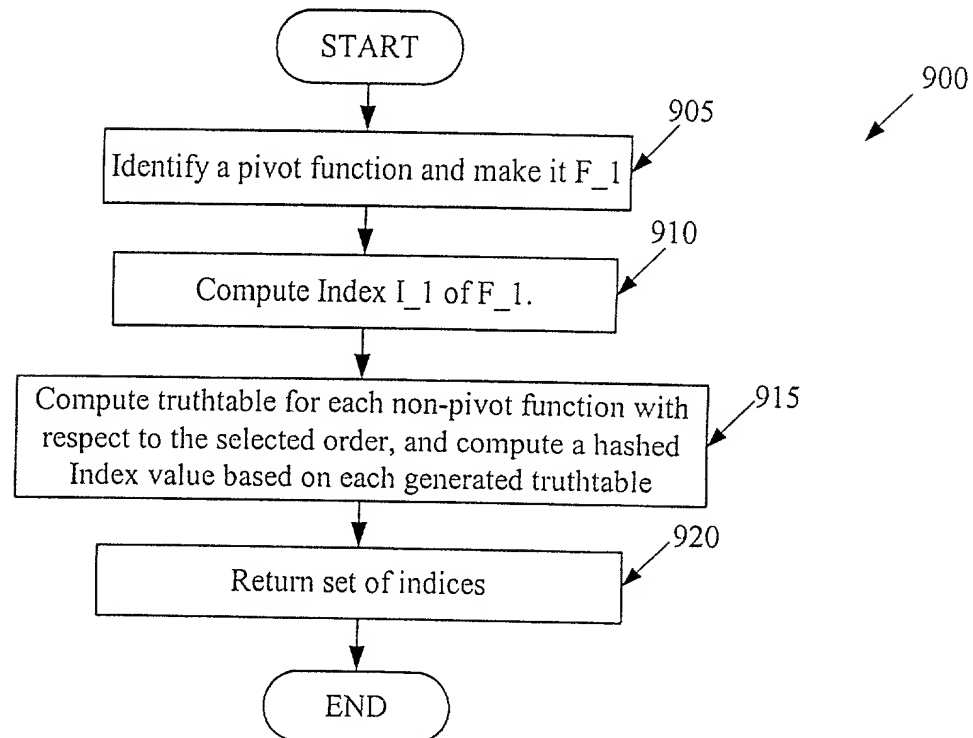 START
900
905
Identify a pivot function and make it F_1
910
Compute Index I_1 of F_1.
Compute truthtable for each non-pivot function with
respect to the selected order, and compute a hashed
Index value based on each generated truthtable
915
920
Return set of indices
END